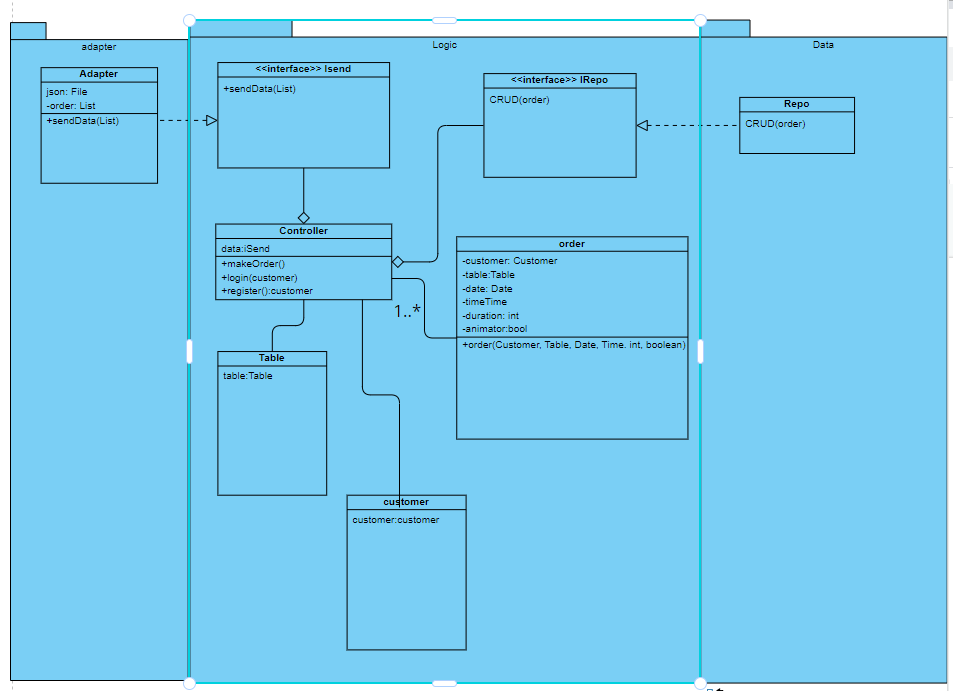 adapter
Logic
Data
Adapter
json: File
-order: List
+sendData(List)
<<interface>> Isend
+sendData(List)
<<interface>> IRepo
CRUD(order)
Repo
CRUD(order)
Controller
data:iSend
+makeOrder()
+login(customer)
+register():customer
1..*
order
-customer: Customer
-table:Table
-date: Date
-timeTime
-duration: int
-animator:bool
+order(Customer, Table, Date, Time. int, boolean)
Table
table:Table
customer
customer:customer